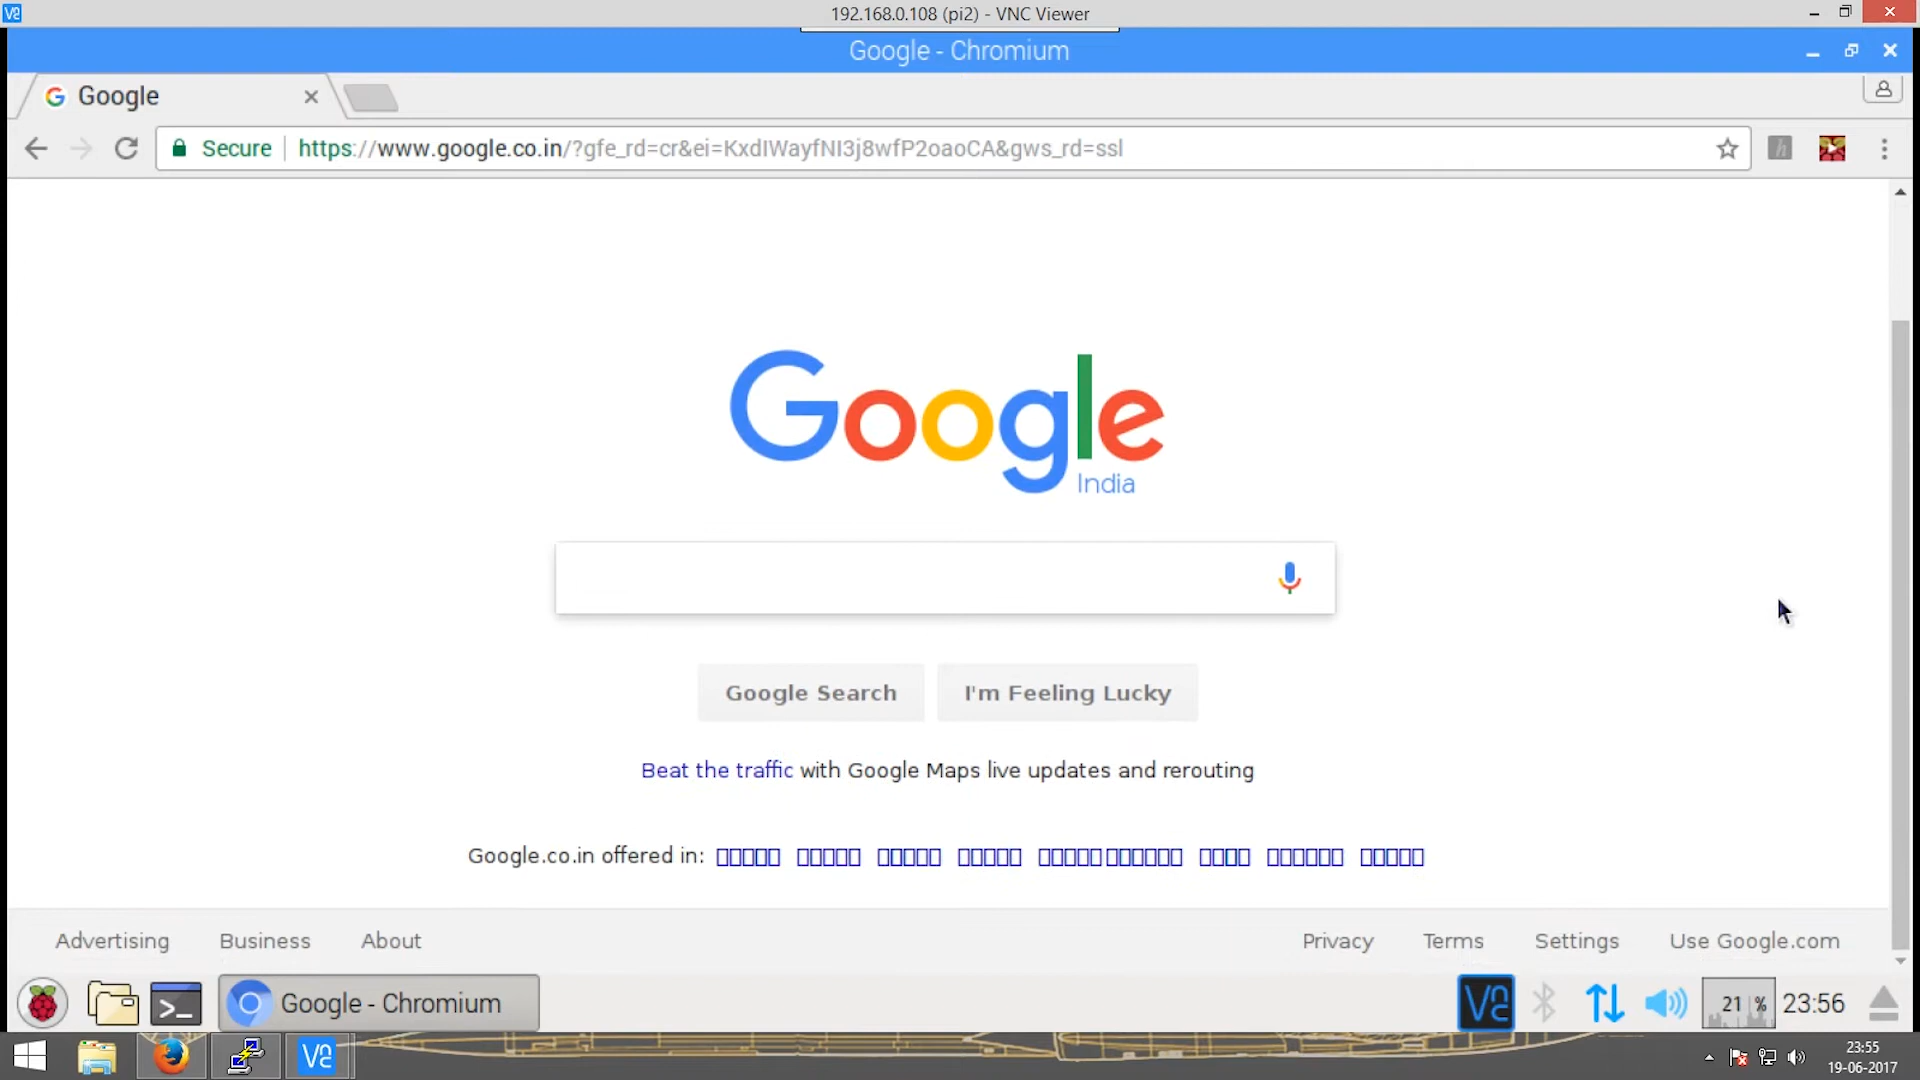 192.168.0.108 (pi2) - VNC Viewer
Google - Chromium
Google
Secure https://www.google.co.in/?gfe_rd=cr&ei=KxdIWayfNI3j8wfP2oaoCA&gws_rd=ssl
Google
India
Google Search I'm Feeling Lucky
Beat the traffic with Google Maps live updates and rerouting
Google.co.in offered in:
Advertising Business About Privacy Terms Settings Use Google.com
Google - Chromium 21 % 23:56
23:55
19-06-2017